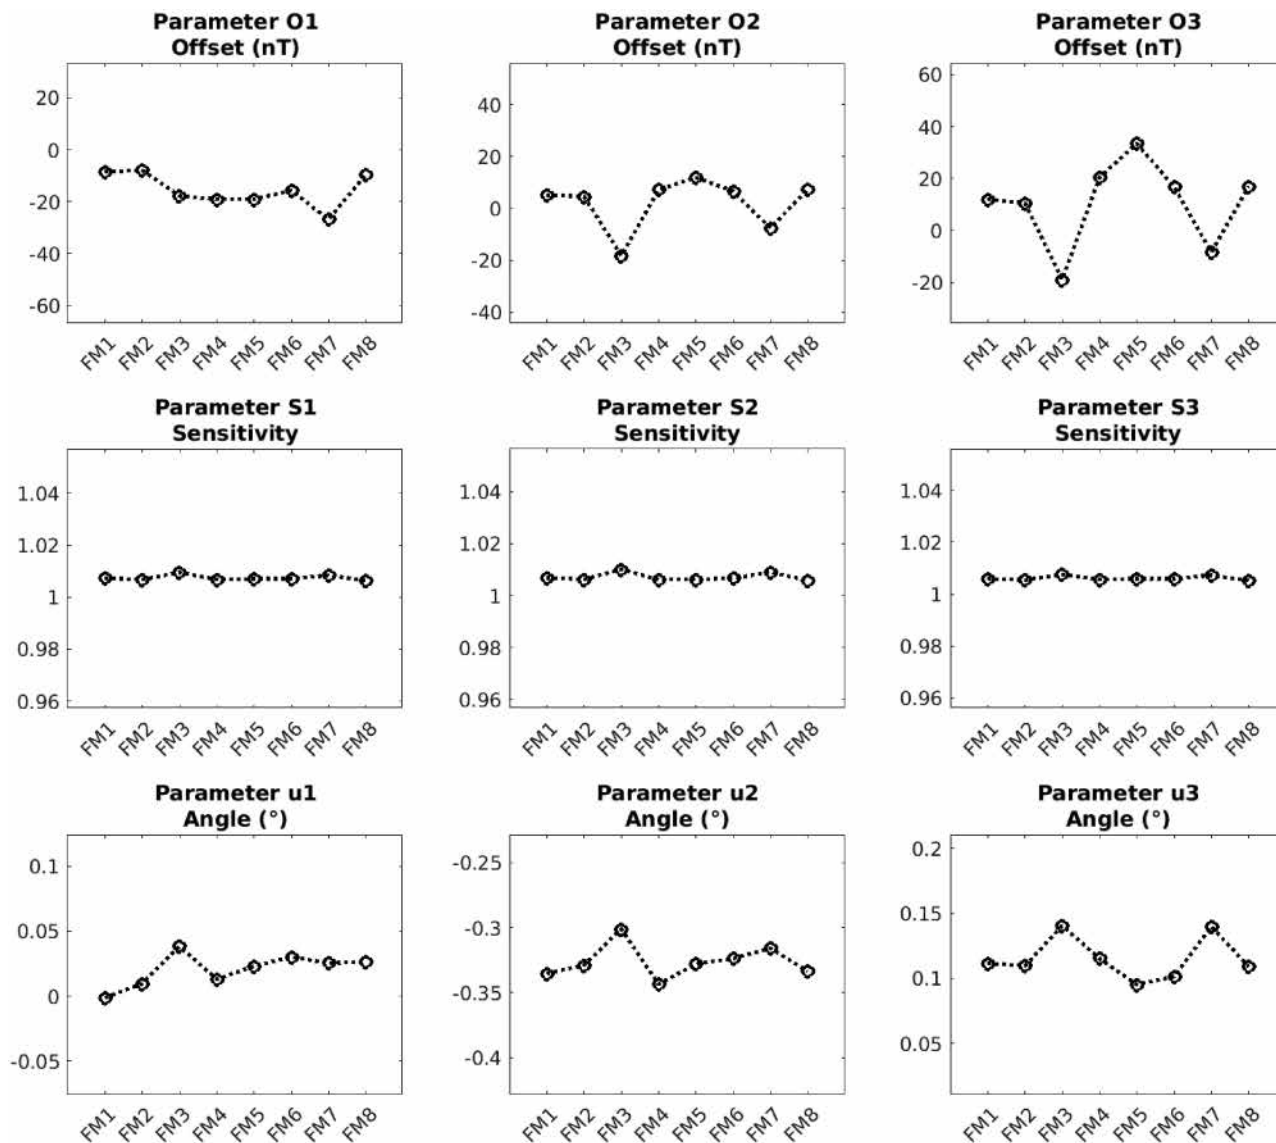 Parameter O1
Offset (nT)
20
0
-20
-40
-60
FM1 FM2 FM3 FM4 FM5 FM6 FM7 FM8
Parameter O2
Offset (nT)
40
20
0
-20
-40
FM1 FM2 FM3 FM4 FM5 FM6 FM7 FM8
Parameter O3
Offset (nT)
60
40
20
0
-20
FM1 FM2 FM3 FM4 FM5 FM6 FM7 FM8
Parameter S1
Sensitivity
1.04
1.02
1
0.98
0.96
FM1 FM2 FM3 FM4 FM5 FM6 FM7 FM8
Parameter S2
Sensitivity
1.04
1.02
1
0.98
0.96
FM1 FM2 FM3 FM4 FM5 FM6 FM7 FM8
Parameter S3
Sensitivity
1.04
1.02
1
0.98
0.96
FM1 FM2 FM3 FM4 FM5 FM6 FM7 FM8
Parameter u1
Angle (°)
0.1
0.05
0
-0.05
FM1 FM2 FM3 FM4 FM5 FM6 FM7 FM8
Parameter u2
Angle (°)
-0.25
-0.3
-0.35
-0.4
FM1 FM2 FM3 FM4 FM5 FM6 FM7 FM8
Parameter u3
Angle (°)
0.2
0.15
0.1
0.05
FM1 FM2 FM3 FM4 FM5 FM6 FM7 FM8